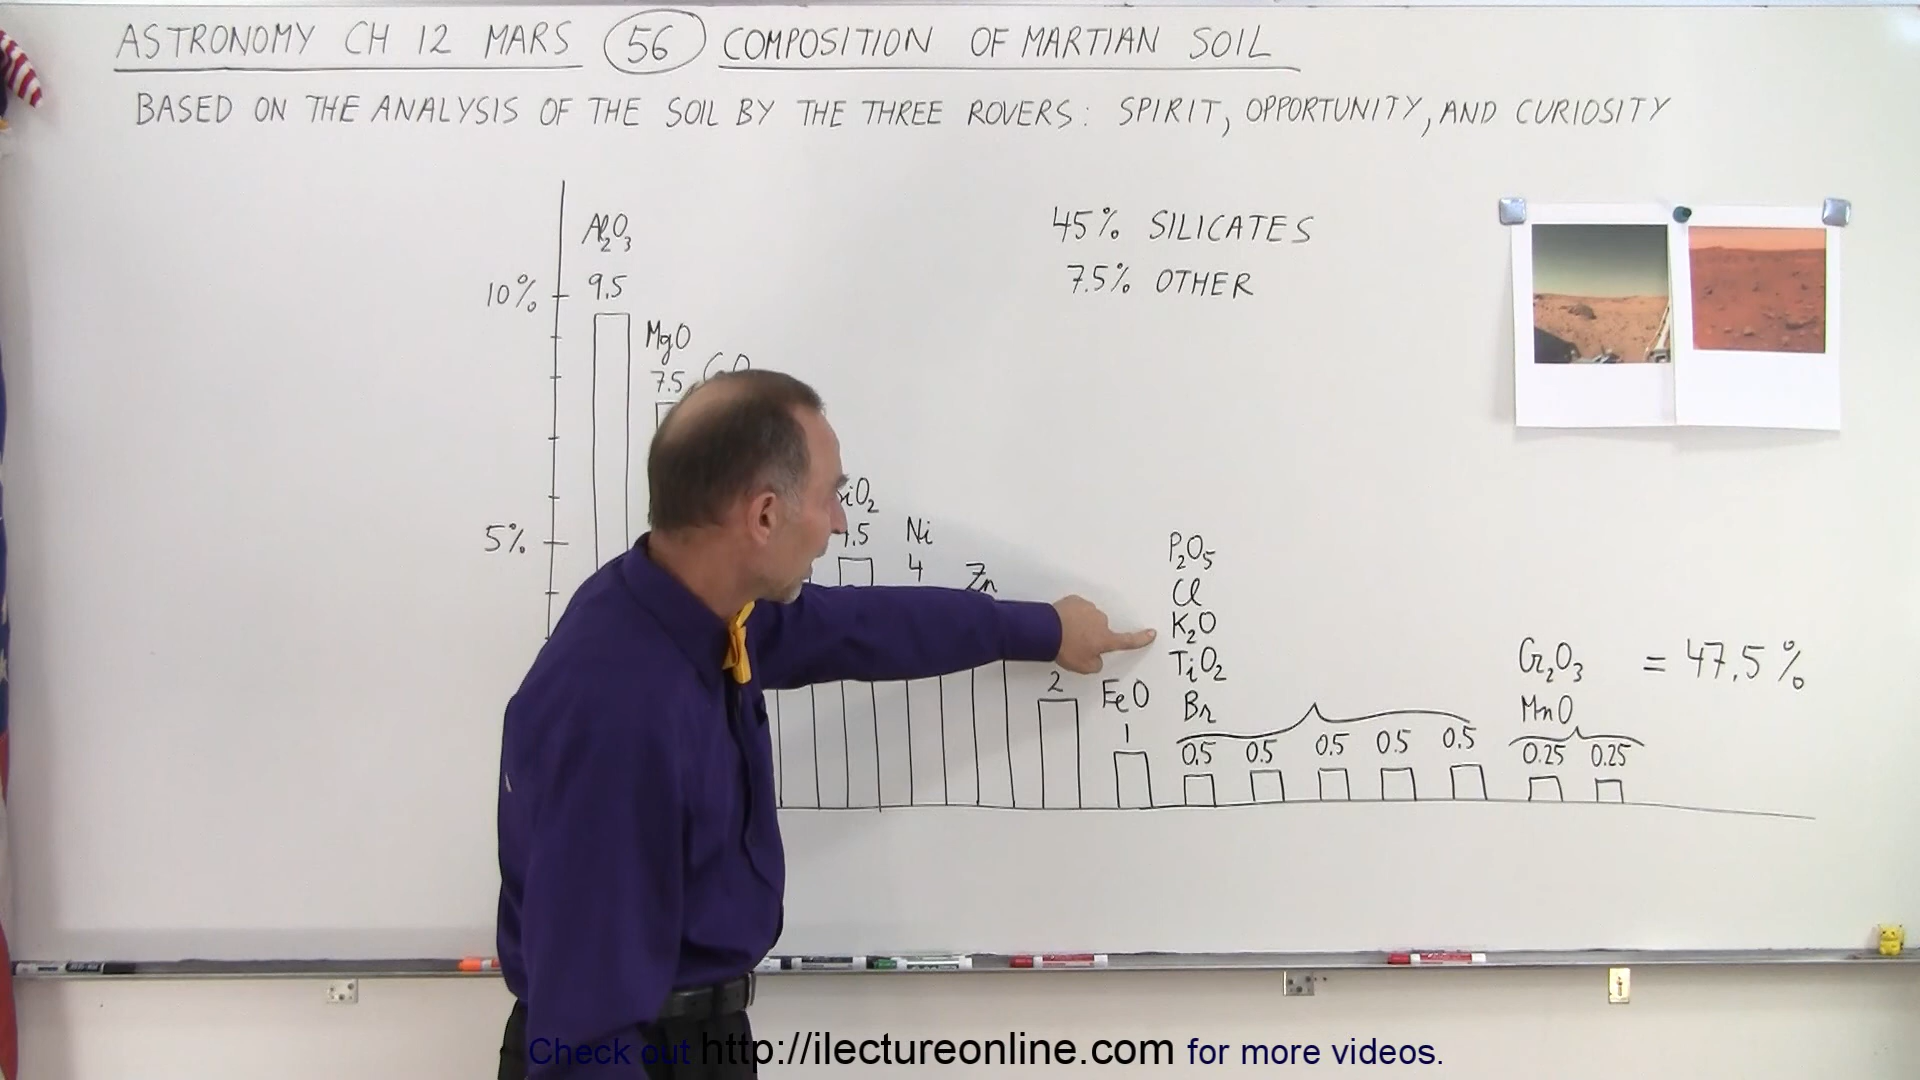 ASTRONOMY CH 12 MARS 56 COMPOSITION OF MARTIAN SOIL
BASED ON THE ANALYSIS OF THE SOIL BY THE THREE ROVERS: SPIRIT, OPPORTUNITY, AND CURIOSITY
45% SILICATES
7.5% OTHER
Al2O3
10% 9.5
MgO
7.5
5%
Ni
4
Zn
2
FeO
1
P2O5
Cl
K2O
TiO2
Br
0.5 0.5 0.5 0.5 0.5
Cr2O3 = 47.5%
MnO
0.25 0.25
Check out http://ilectureonline.com for more videos.